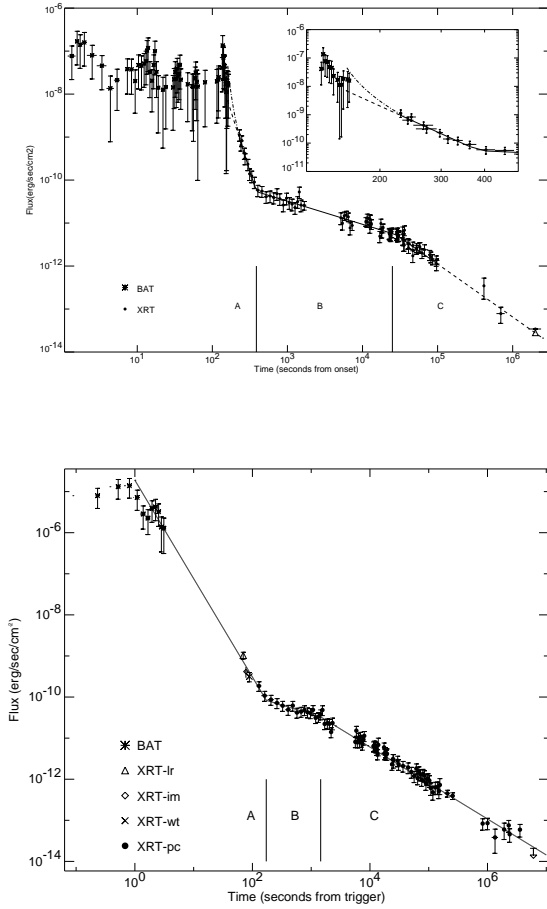 10^-6
10^-8
10^-10
10^-12
10^-14
Flux(erg/sec/cm2)
10^-6
10^-7
10^-8
10^-9
10^-10
10^-11
200
300
400
BAT
XRT
A
B
C
10^1
10^2
10^3
10^4
10^5
10^6
Time (seconds from onset)
10^-6
10^-8
10^-10
10^-12
10^-14
Flux (erg/sec/cm²)
BAT
XRT-lr
XRT-im
XRT-wt
XRT-pc
A
B
C
10^0
10^2
10^4
10^6
Time (seconds from trigger)